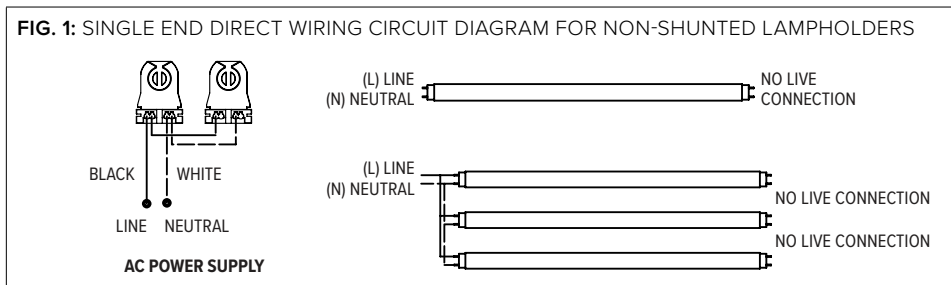 FIG. 1: SINGLE END DIRECT WIRING CIRCUIT DIAGRAM FOR NON-SHUNTED LAMPHOLDERS
BLACK
WHITE
LINE
NEUTRAL
AC POWER SUPPLY
(L) LINE
(N) NEUTRAL
NO LIVE
CONNECTION
(L) LINE
(N) NEUTRAL
NO LIVE CONNECTION
NO LIVE CONNECTION